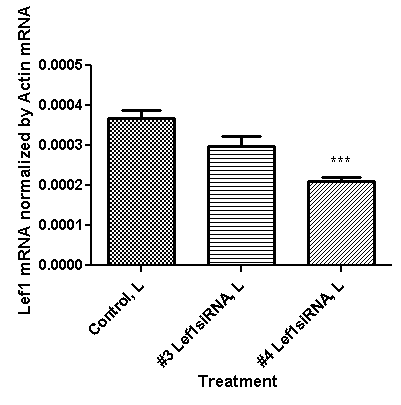 Lef1 mRNA normalized by Actin mRNA
0.0005
0.0004
0.0003
0.0002
0.0001
0.0000
***
Control, L
#3 Lef1siRNA, L
#4 Lef1siRNA, L
Treatment